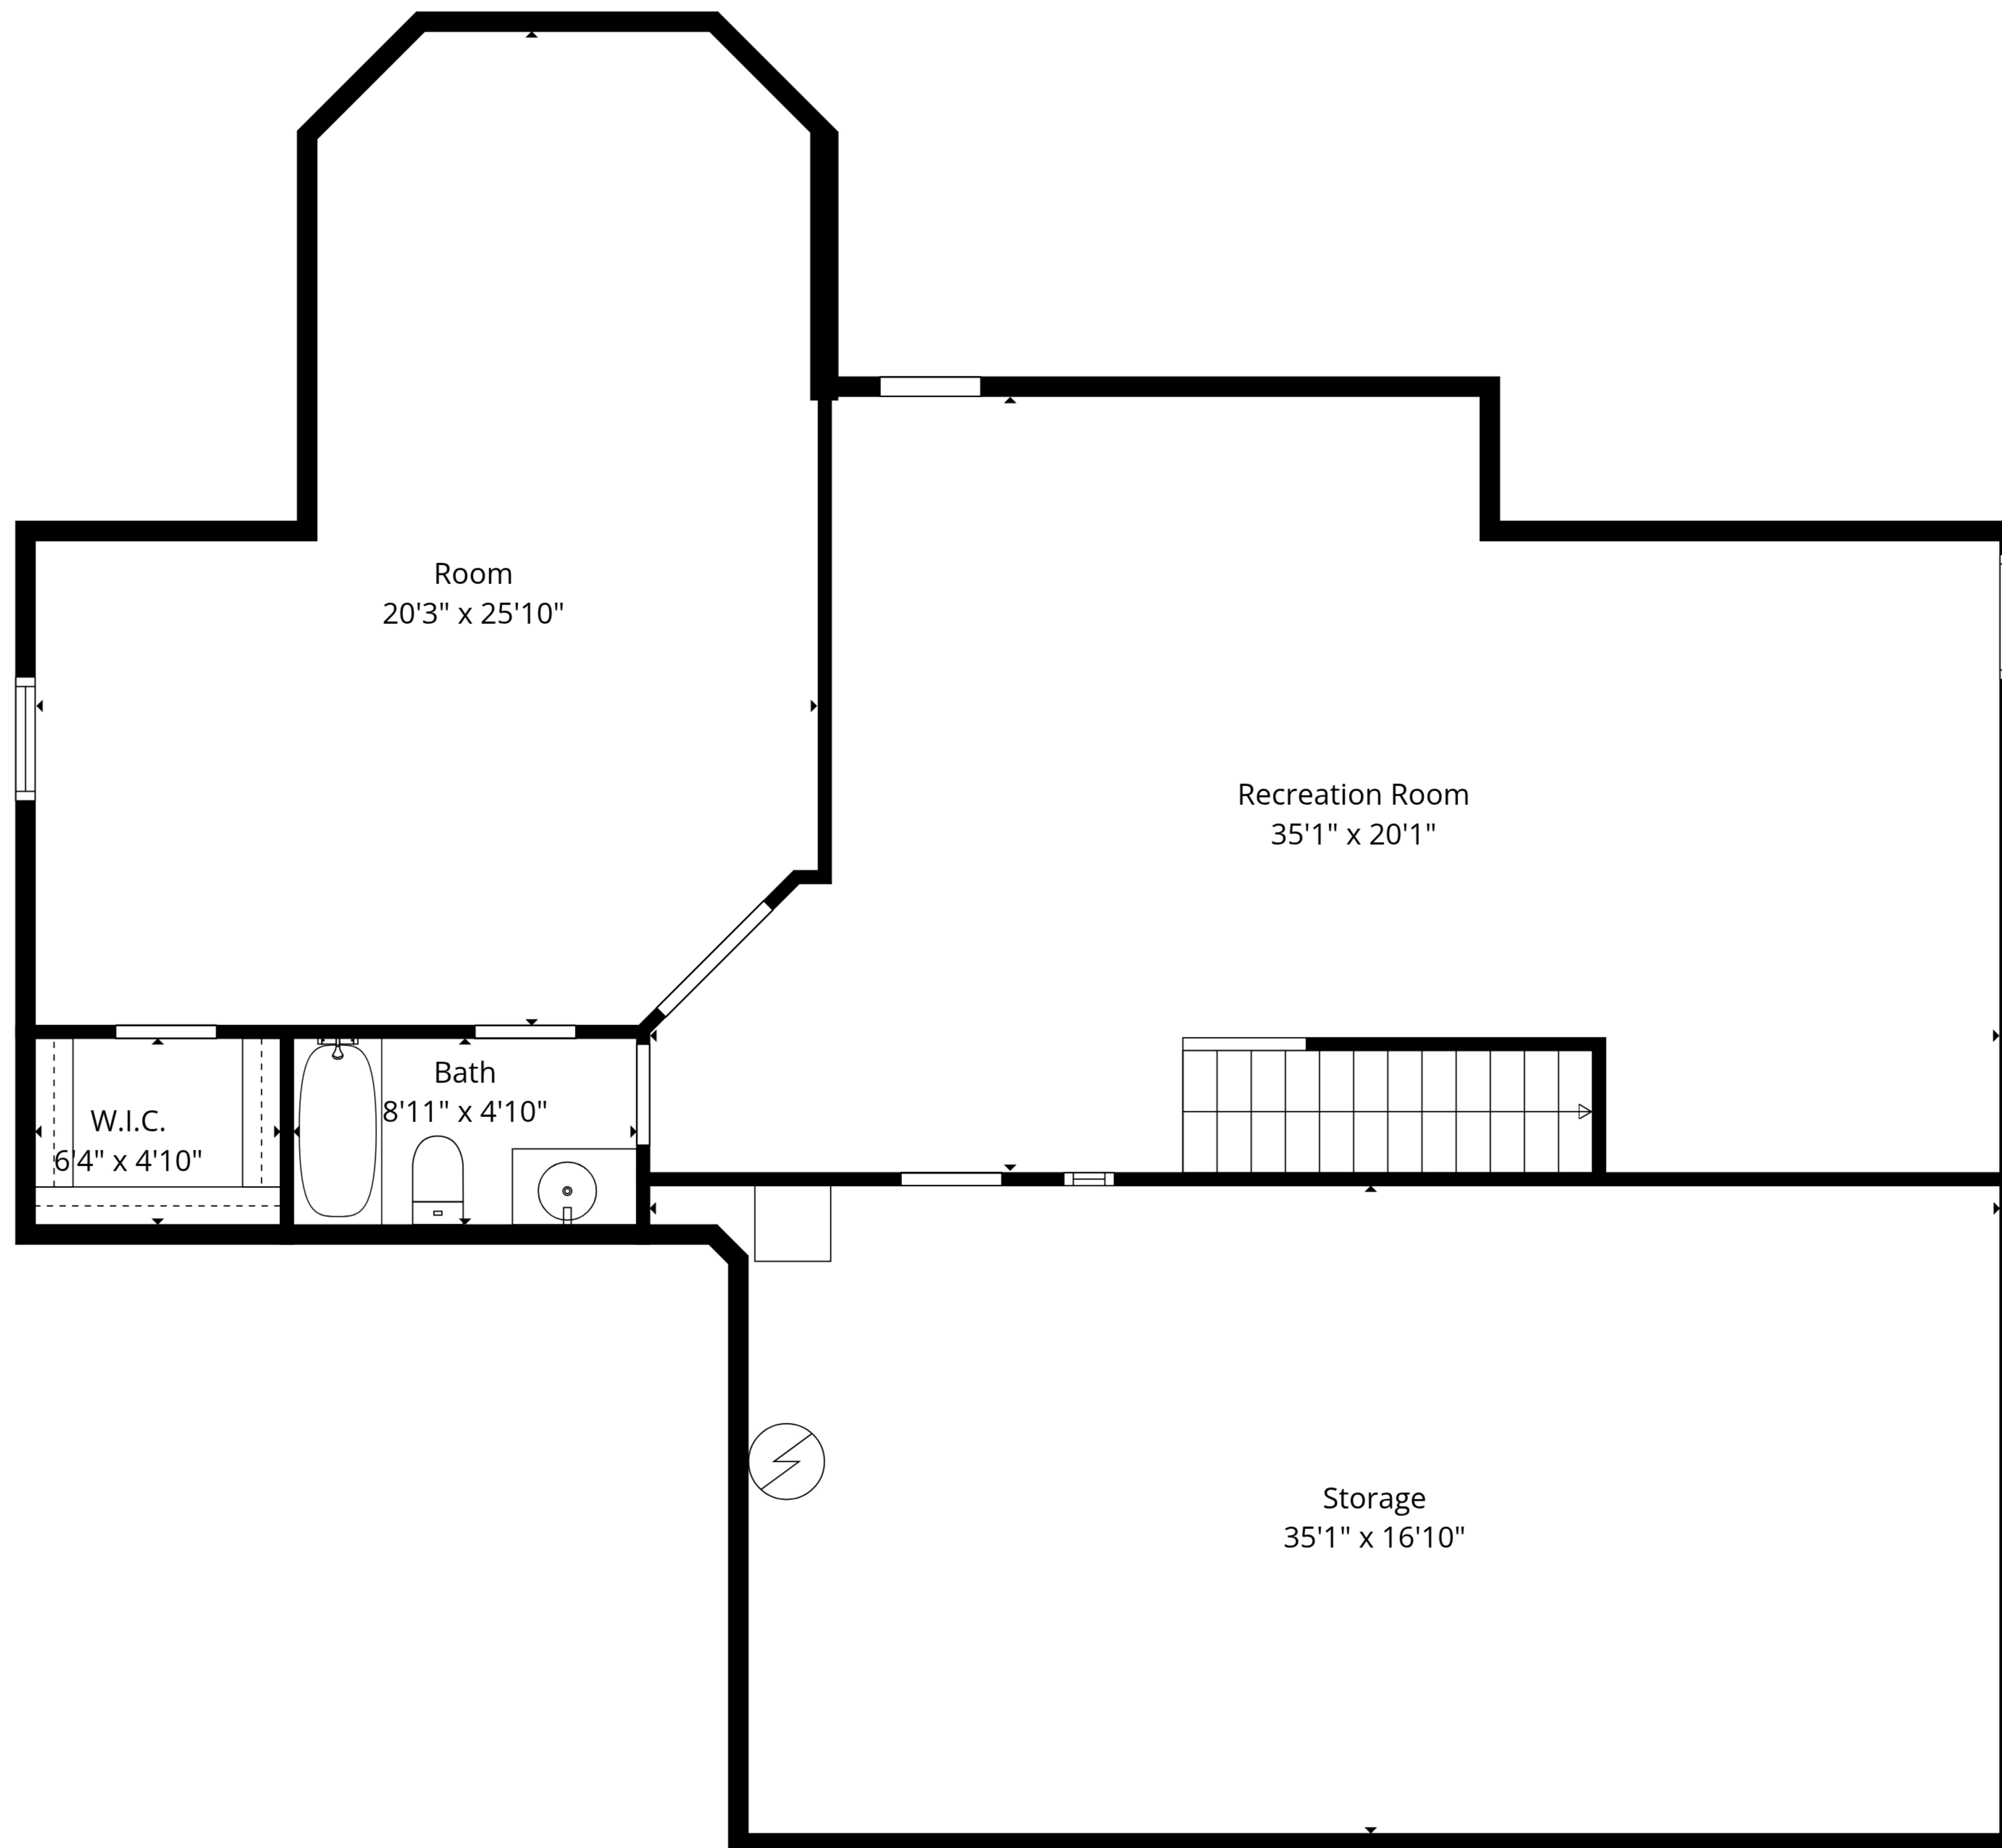 Room
20'3" x 25'10"
Recreation Room
35'1" x 20'1"
Bath
8'11" x 4'10"
W.I.C.
6'4" x 4'10"
Storage
35'1" x 16'10"